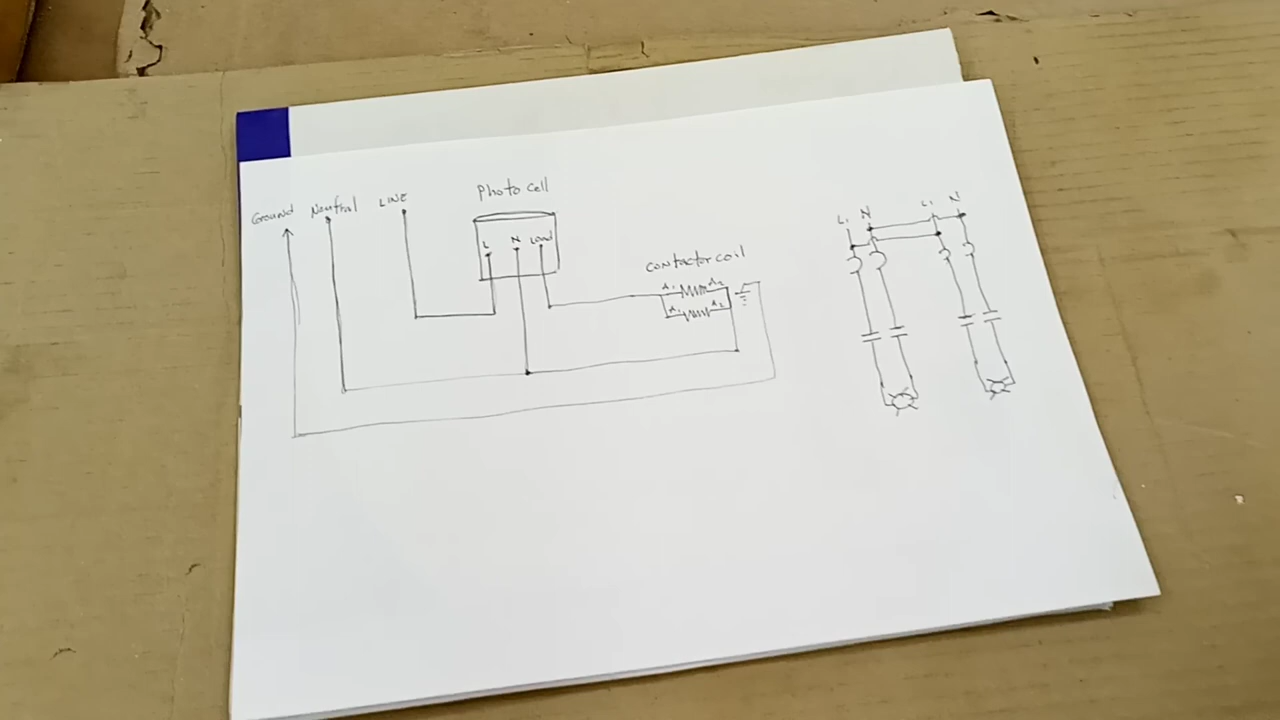 Ground Neutral LINE
Photo cell
L N LOAD
Contactor coil
A1 A2
A1 A2
L1 N L1 N